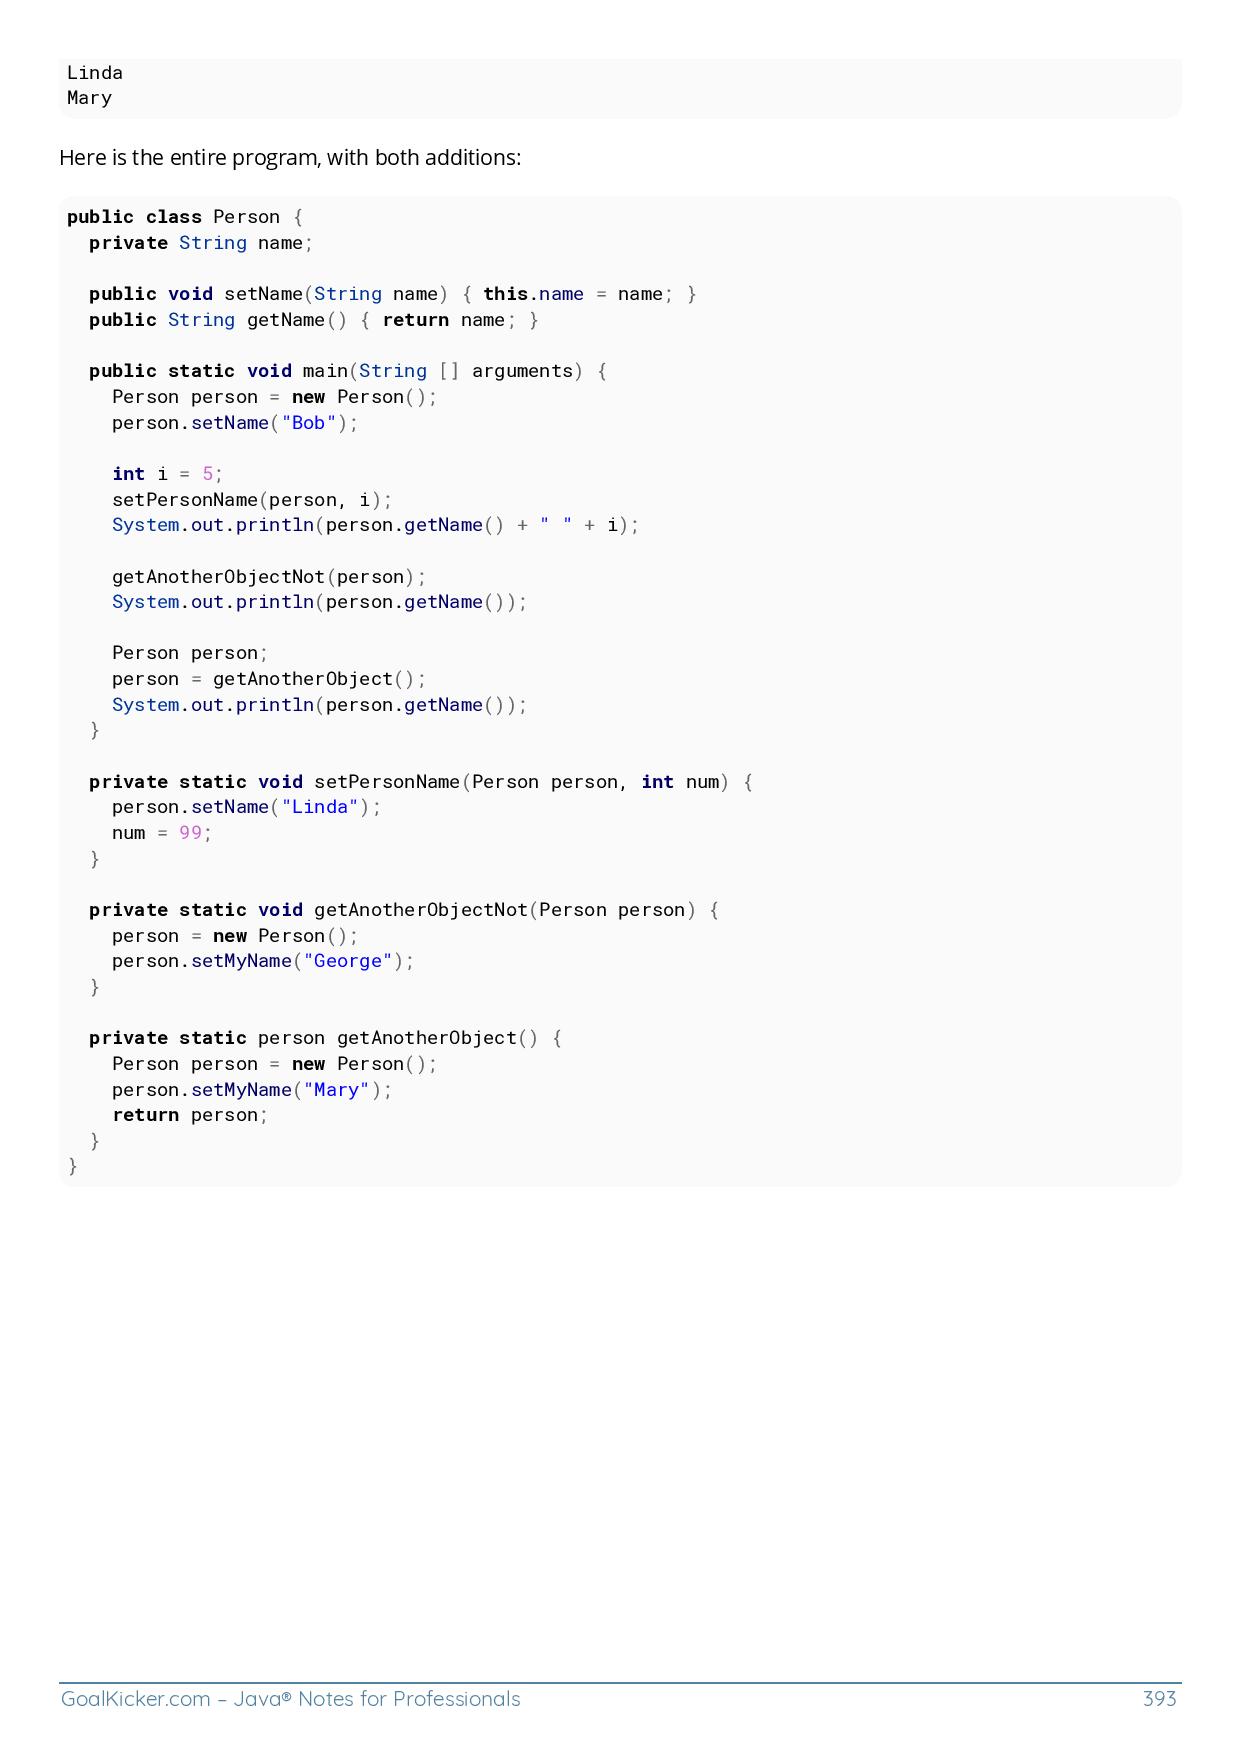 Linda
Mary
Here is the entire program, with both additions:
public class Person {
  private String name;

  public void setName(String name) { this.name = name; }
  public String getName() { return name; }

  public static void main(String [] arguments) {
    Person person = new Person();
    person.setName("Bob");

    int i = 5;
    setPersonName(person, i);
    System.out.println(person.getName() + " " + i);

    getAnotherObjectNot(person);
    System.out.println(person.getName());

    Person person;
    person = getAnotherObject();
    System.out.println(person.getName());
  }

  private static void setPersonName(Person person, int num) {
    person.setName("Linda");
    num = 99;
  }

  private static void getAnotherObjectNot(Person person) {
    person = new Person();
    person.setMyName("George");
  }

  private static person getAnotherObject() {
    Person person = new Person();
    person.setMyName("Mary");
    return person;
  }
}
GoalKicker.com – Java® Notes for Professionals 393